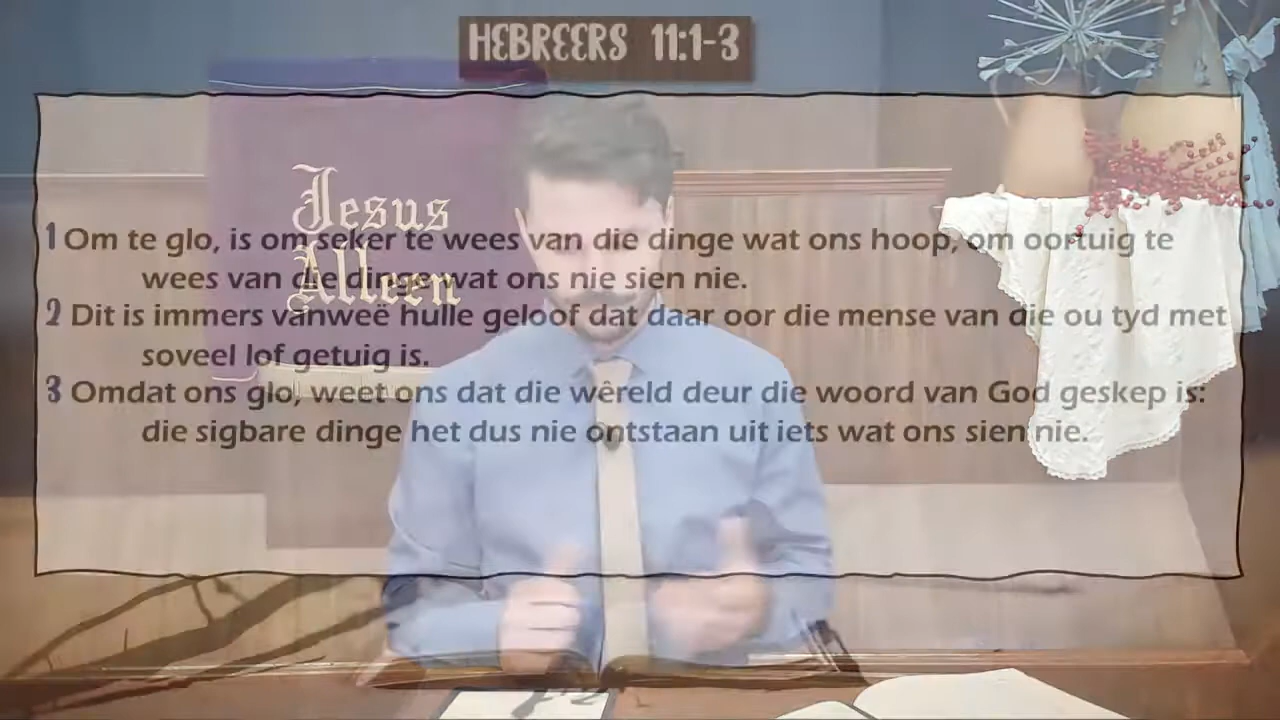 HEBREERS 11:1-3
Jesus
Alleen
1 Om te glo, is om seker te wees van die dinge wat ons hoop, om oortuig te
wees van die dinge wat ons nie sien nie.
2 Dit is immers vanweë hulle geloof dat daar oor die mense van die ou tyd met
soveel lof getuig is.
3 Omdat ons glo, weet ons dat die wêreld deur die woord van God geskep is:
die sigbare dinge het dus nie ontstaan uit iets wat ons sien nie.